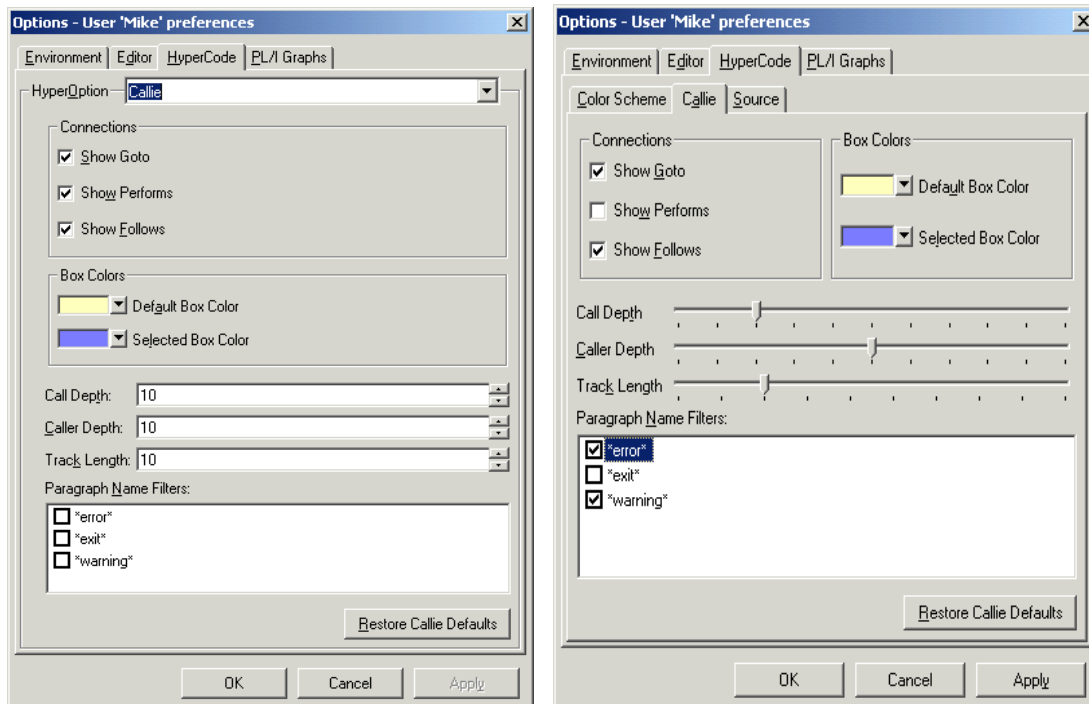 Options - User 'Mike' preferences
Environment Editor HyperCode PL/I Graphs
HyperOption Callie
Connections
Show Goto
Show Performs
Show Follows
Box Colors
Default Box Color
Selected Box Color
Call Depth: 10
Caller Depth: 10
Track Length: 10
Paragraph Name Filters:
*error*
*exit*
*warning*
Restore Callie Defaults
OK Cancel Apply
Options - User 'Mike' preferences
Environment Editor HyperCode PL/I Graphs
Color Scheme Callie Source
Connections
Show Goto
Show Performs
Show Follows
Box Colors
Default Box Color
Selected Box Color
Call Depth
Caller Depth
Track Length
Paragraph Name Filters:
*error*
*exit*
*warning*
Restore Callie Defaults
OK Cancel Apply